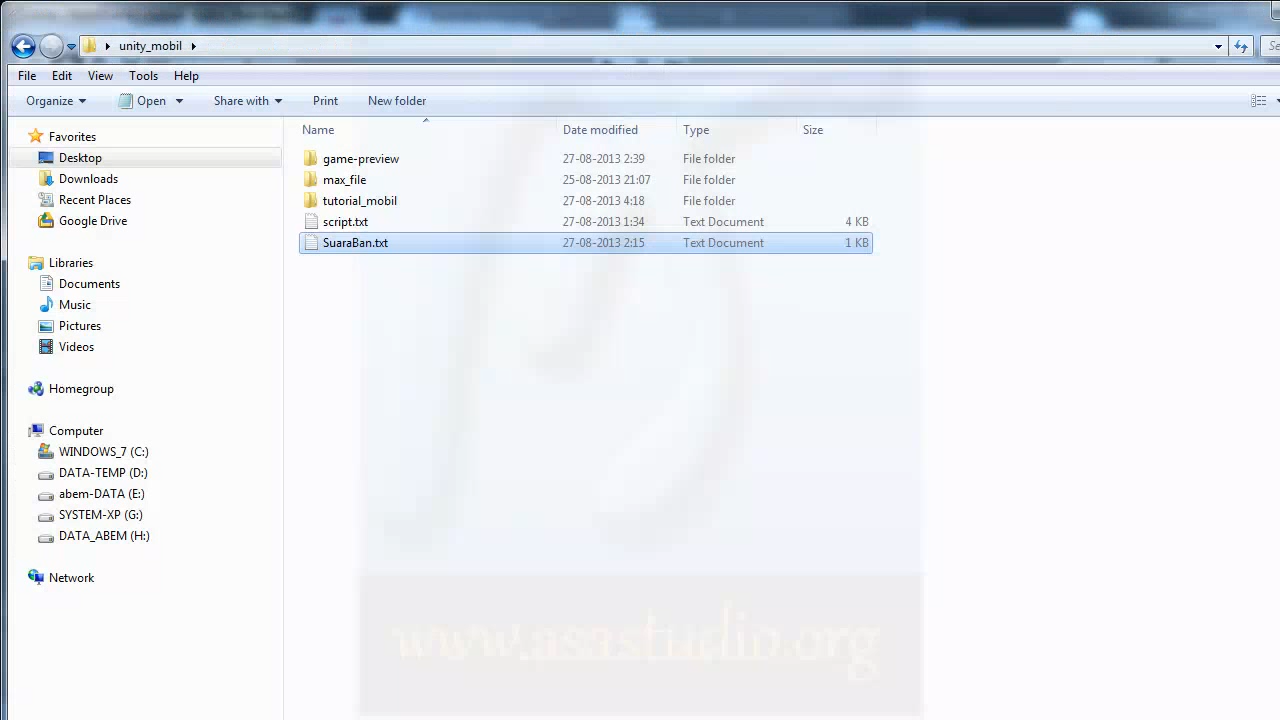 unity_mobil
File Edit View Tools Help
Organize Open Share with Print New folder
Name Date modified Type Size
Favorites
Desktop
Downloads
Recent Places
Google Drive
Libraries
Documents
Music
Pictures
Videos
Homegroup
Computer
WINDOWS_7 (C:)
DATA-TEMP (D:)
abem-DATA (E:)
SYSTEM-XP (G:)
DATA_ABEM (H:)
Network
game-preview 27-08-2013 2:39 File folder
max_file 25-08-2013 21:07 File folder
tutorial_mobil 27-08-2013 4:18 File folder
script.txt 27-08-2013 1:34 Text Document 4 KB
SuaraBan.txt 27-08-2013 2:15 Text Document 1 KB
www.asastudio.org